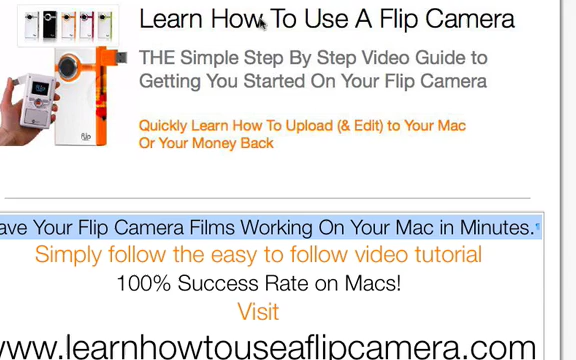 Learn How To Use A Flip Camera
THE Simple Step By Step Video Guide to
Getting You Started On Your Flip Camera
Quickly Learn How To Upload (& Edit) to Your Mac
Or Your Money Back
flip
ave Your Flip Camera Films Working On Your Mac in Minutes.
Simply follow the easy to follow video tutorial
100% Success Rate on Macs!
Visit
www.learnhowtouseaflipcamera.com